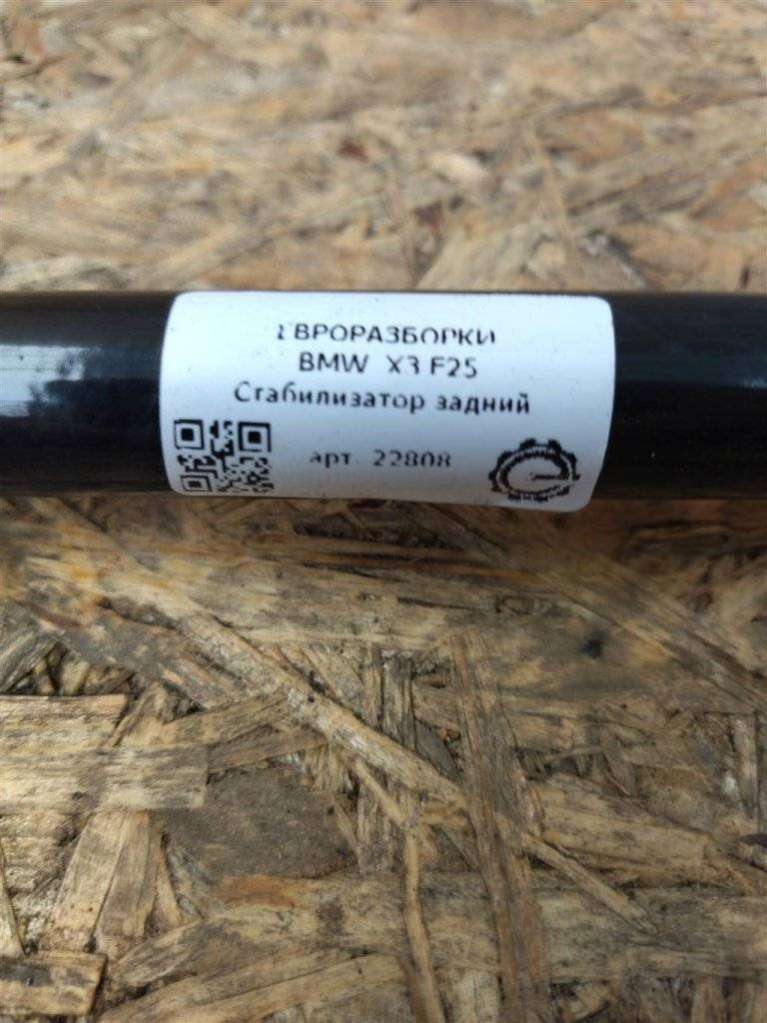 ЕВРОРАЗБОРКИ
BMW X3 F25
Стабилизатор задний
арт. 22808